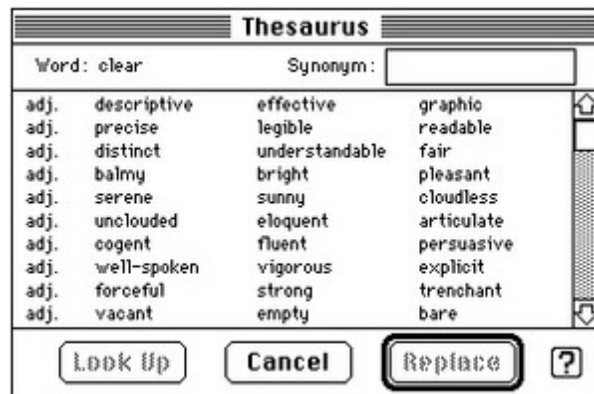 Thesaurus
Word: clear Synonym:
adj. descriptive effective graphic
adj. precise legible readable
adj. distinct understandable fair
adj. balmy bright pleasant
adj. serene sunny cloudless
adj. unclouded eloquent articulate
adj. cogent fluent persuasive
adj. well-spoken vigorous explicit
adj. forceful strong trenchant
adj. vacant empty bare
Look Up Cancel Replace ?